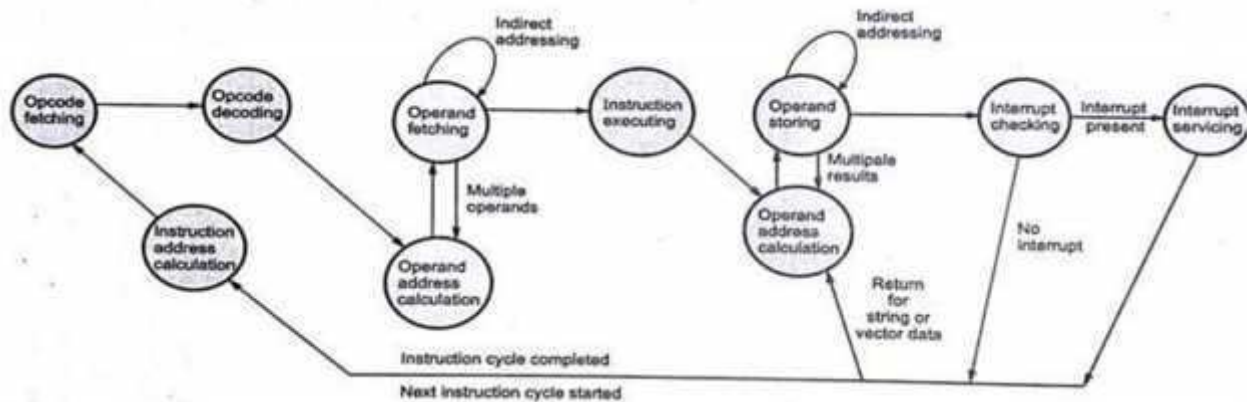 Indirect
addressing
Indirect
addressing
Opcode
fetching
Opcode
decoding
Operand
fetching
Instruction
executing
Operand
storing
Interrupt
checking
Interrupt
present
Interrupt
servicing
Multiple
operands
Multipale
results
Instruction
address
calculation
Operand
address
calculation
Operand
address
calculation
No
interrupt
Return
for
string or
vector data
Instruction cycle completed
Next instruction cycle started